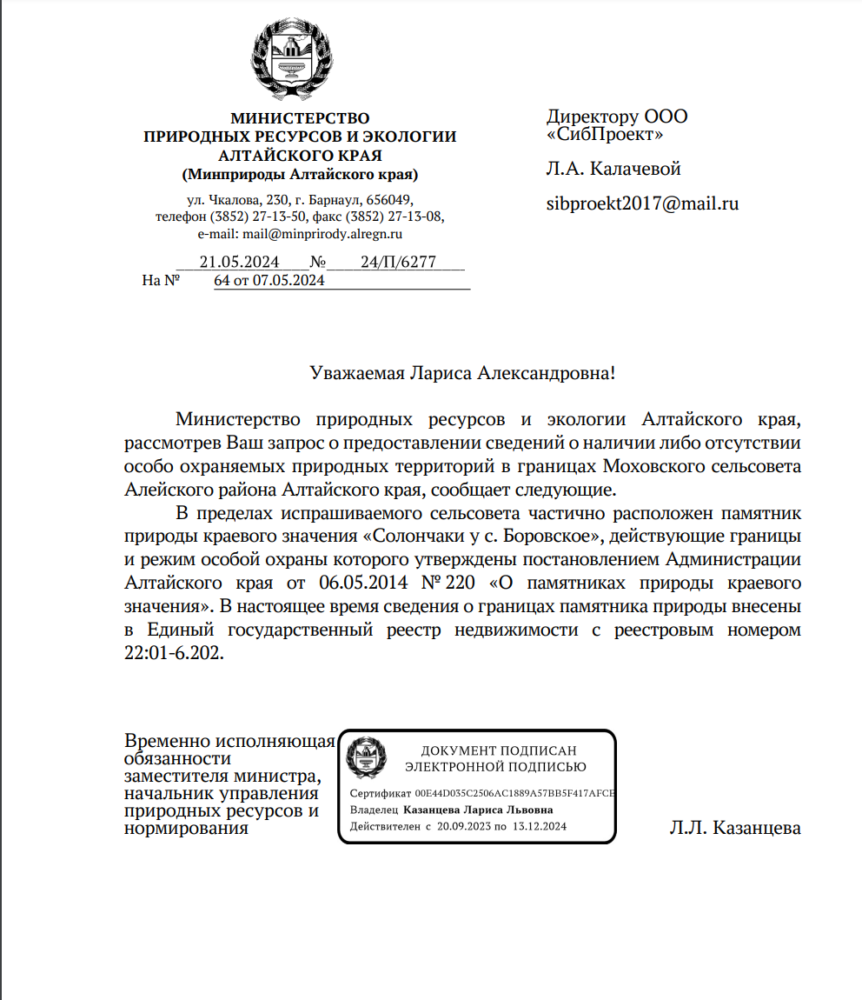 МИНИСТЕРСТВО
ПРИРОДНЫХ РЕСУРСОВ И ЭКОЛОГИИ
АЛТАЙСКОГО КРАЯ
(Минприроды Алтайского края)
ул. Чкалова, 230, г. Барнаул, 656049,
телефон (3852) 27-13-50, факс (3852) 27-13-08,
e-mail: mail@minprirody.alregn.ru
21.05.2024 № 24/П/6277
На № 64 от 07.05.2024
Директору ООО
«СибПроект»
Л.А. Калачевой
sibproekt2017@mail.ru
Уважаемая Лариса Александровна!
Министерство природных ресурсов и экологии Алтайского края,
рассмотрев Ваш запрос о предоставлении сведений о наличии либо отсутствии
особо охраняемых природных территорий в границах Моховского сельсовета
Алейского района Алтайского края, сообщает следующие.
В пределах испрашиваемого сельсовета частично расположен памятник
природы краевого значения «Солончаки у с. Боровское», действующие границы
и режим особой охраны которого утверждены постановлением Администрации
Алтайского края от 06.05.2014 № 220 «О памятниках природы краевого
значения». В настоящее время сведения о границах памятника природы внесены
в Единый государственный реестр недвижимости с реестровым номером
22:01-6.202.
Временно исполняющая
обязанности
заместителя министра,
начальник управления
природных ресурсов и
нормирования
ДОКУМЕНТ ПОДПИСАН
ЭЛЕКТРОННОЙ ПОДПИСЬЮ
Сертификат 00E44D035C2506AC1889A57BB5F417AFCE
Владелец Казанцева Лариса Львовна
Действителен с 20.09.2023 по 13.12.2024
Л.Л. Казанцева